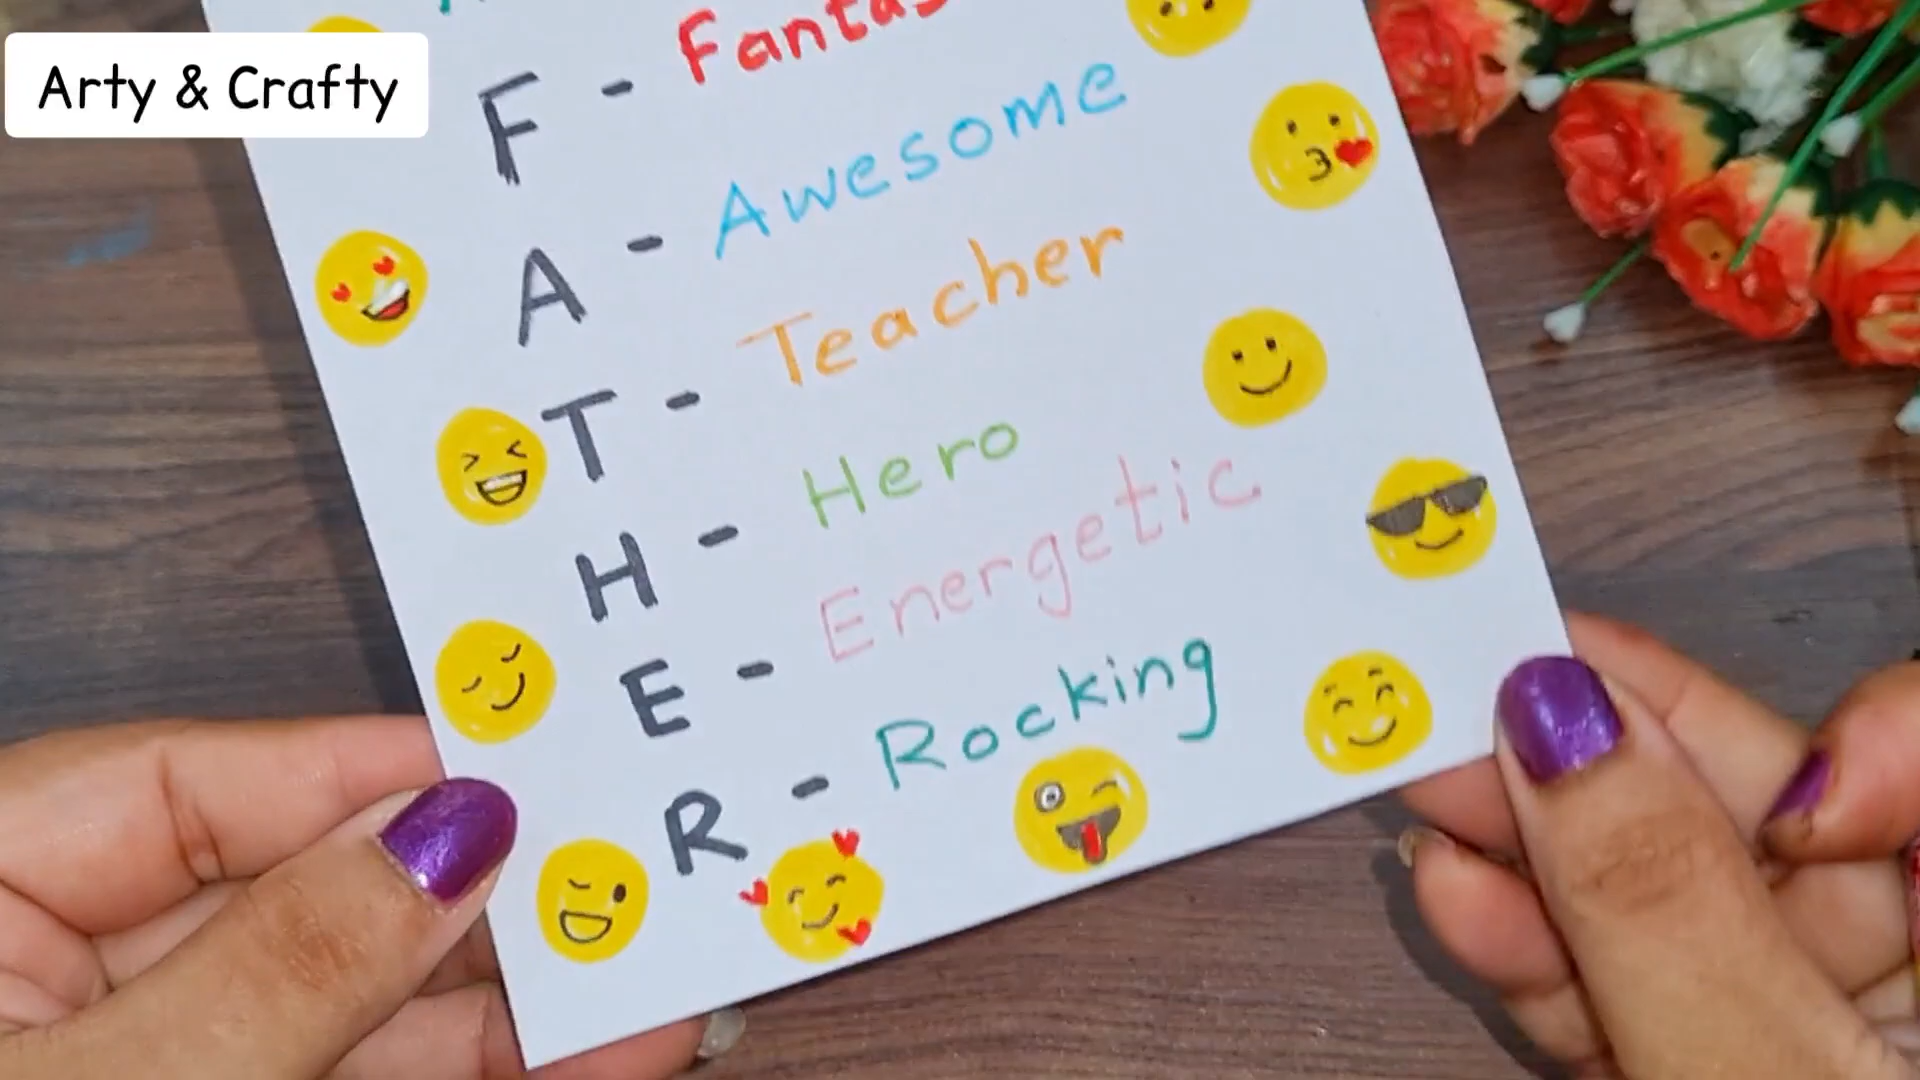 Arty & Crafty
F -
A - Awesome
T - Teacher
H - Hero
E - Energetic
R - Rocking